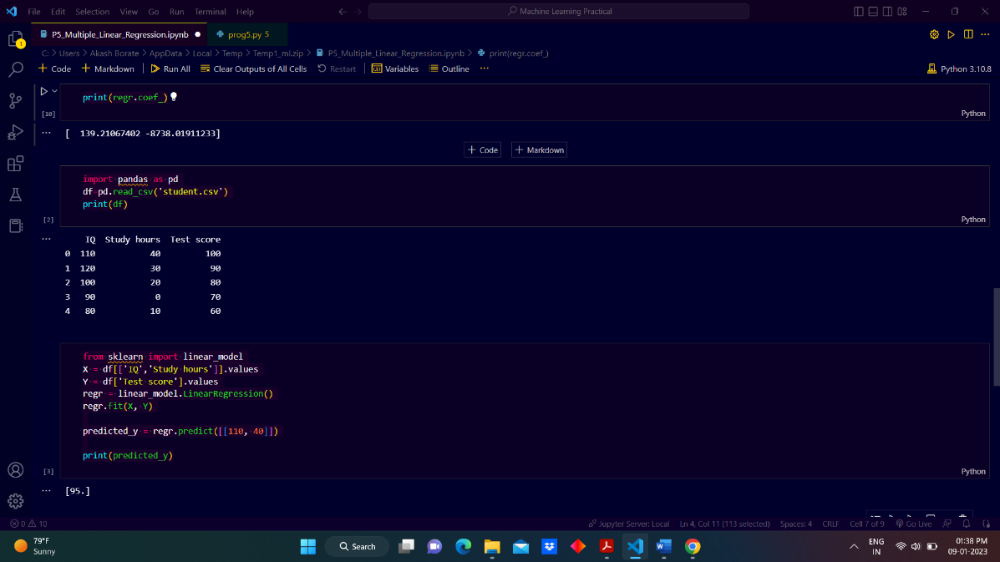 File Edit Selection View Go Run Terminal Help
Machine Learning Practical
P5_Multiple_Linear_Regression.ipynb
prog5.py 5
C: > Users > Akash Borate > AppData > Local > Temp > Temp1_ml.zip > P5_Multiple_Linear_Regression.ipynb > print(regr.coef_)
+ Code + Markdown Run All Clear Outputs of All Cells Restart Variables Outline ...
Python 3.10.8
1
print(regr.coef_)
[10]
Python
[  139.21067402 -8738.01911233]
+ Code + Markdown
import pandas as pd
df=pd.read_csv('student.csv')
print(df)
[2]
Python
IQ Study hours Test score
0 110 40 100
1 120 30 90
2 100 20 80
3 90 0 70
4 80 10 60
from sklearn import linear_model
X = df[['IQ','Study hours']].values
Y = df['Test score'].values
regr = linear_model.LinearRegression()
regr.fit(X, Y)
predicted_y = regr.predict([[110, 40]])
print(predicted_y)
[3]
Python
[95.]
0 10
Jupyter Server: Local Ln 4, Col 11 (113 selected) Spaces: 4 CRLF Cell 7 of 9 Go Live
79°F
Sunny
Search
ENG
IN
01:38 PM
09-01-2023